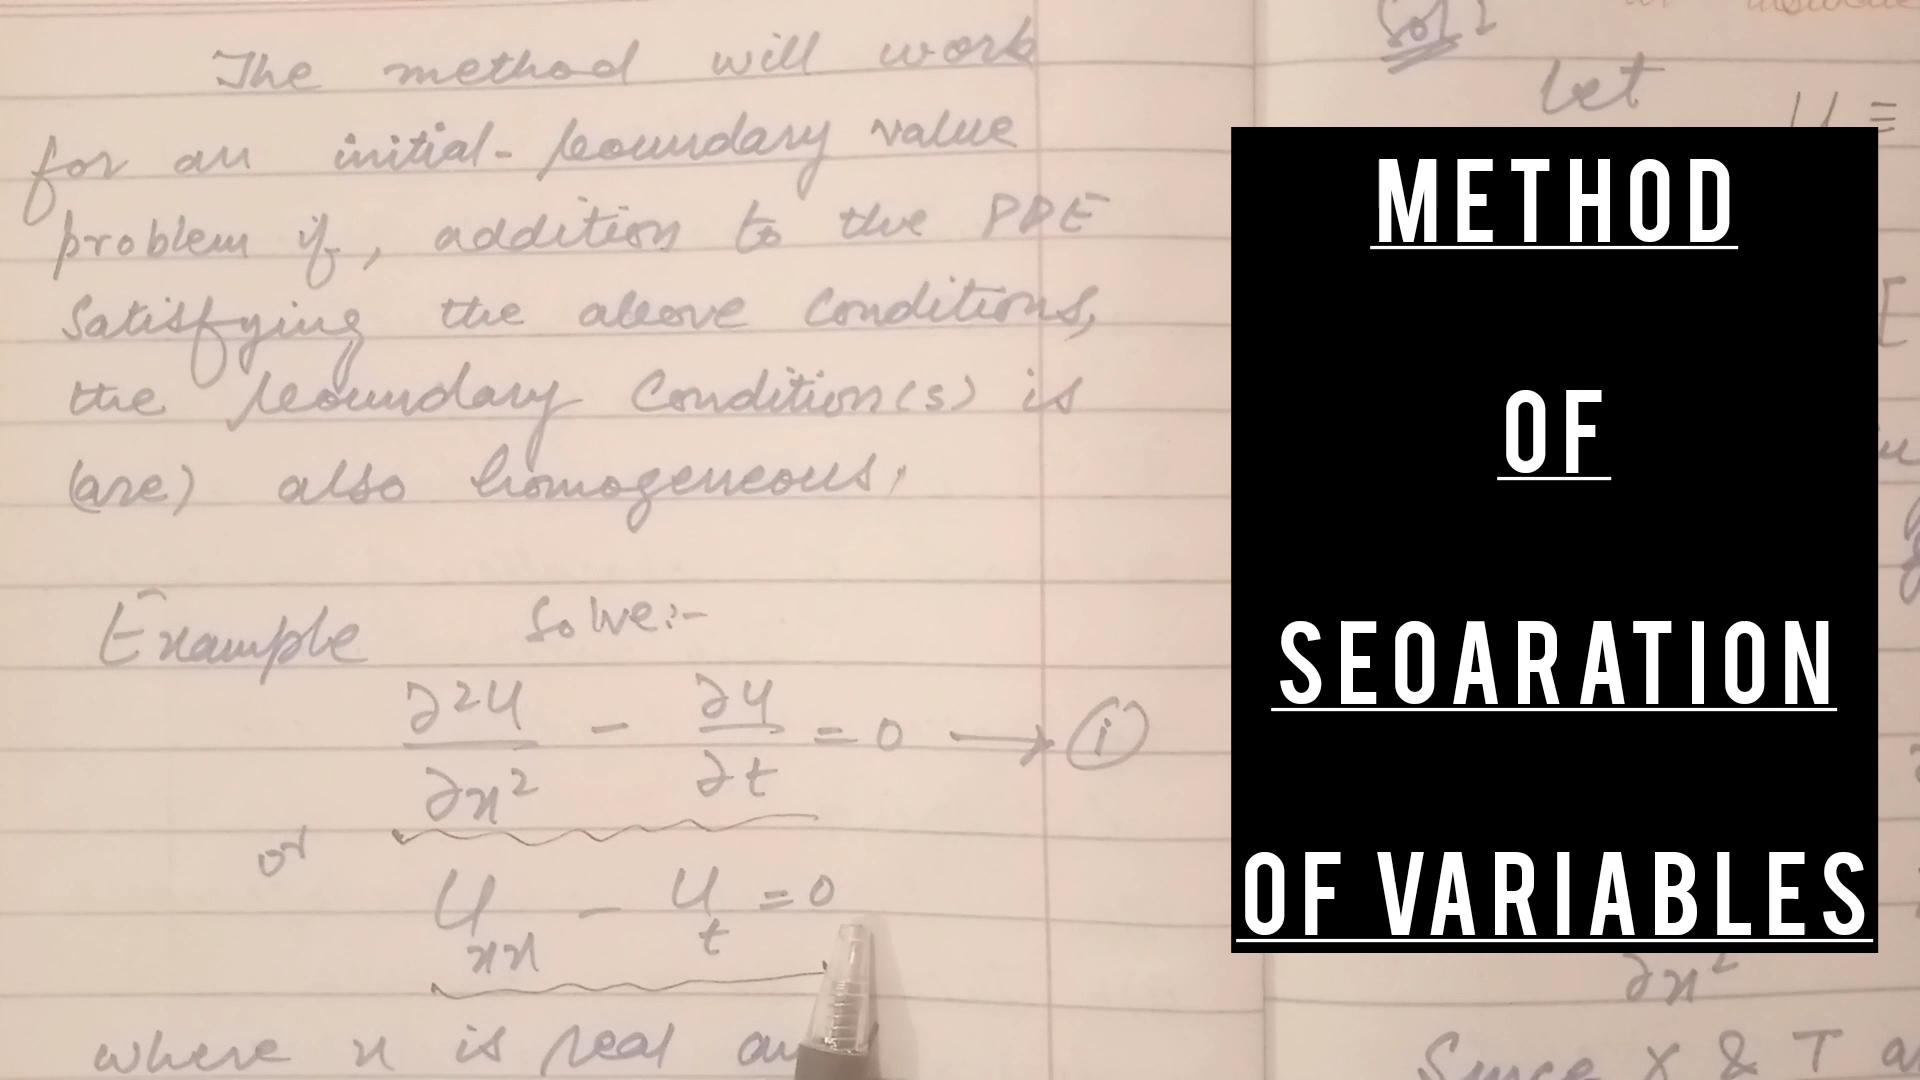 The method will work
for an initial-boundary value
problem if, addition to the PDE
Satisfying the above Conditions,
the boundary Condition(s) is
(are) also homogeneous,
Example Solve:-
∂²U/∂x² - ∂U/∂t = 0 → (i)
or
U_xx - U_t = 0
where x is real
Sol:
Let U =
METHOD
OF
SEOARATION
OF VARIABLES
∂x²
Since X & T